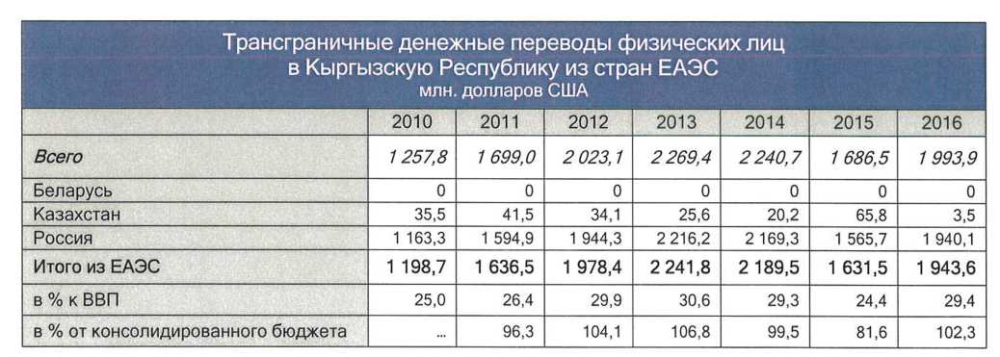 Трансграничные денежные переводы физических лиц
в Кыргызскую Республику из стран ЕАЭС
млн. долларов США
2010 2011 2012 2013 2014 2015 2016
Всего 1 257,8 1 699,0 2 023,1 2 269,4 2 240,7 1 686,5 1 993,9
Беларусь 0 0 0 0 0 0 0
Казахстан 35,5 41,5 34,1 25,6 20,2 65,8 3,5
Россия 1 163,3 1 594,9 1 944,3 2 216,2 2 169,3 1 565,7 1 940,1
Итого из ЕАЭС 1 198,7 1 636,5 1 978,4 2 241,8 2 189,5 1 631,5 1 943,6
в % к ВВП 25,0 26,4 29,9 30,6 29,3 24,4 29,4
в % от консолидированного бюджета ... 96,3 104,1 106,8 99,5 81,6 102,3